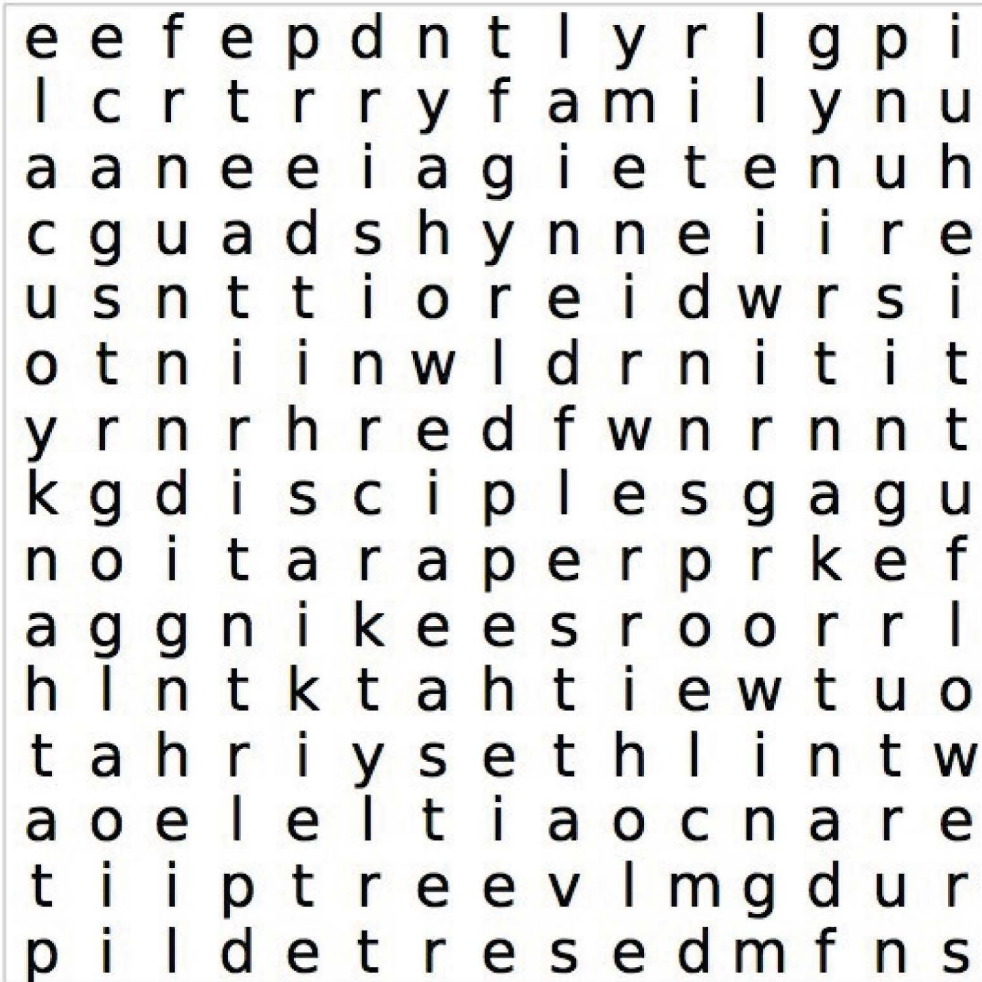 e e f e p d n t l y r l g p i
l c r t r r y f a m i l y n u
a a n e e i a g i e t e n u h
c g u a d s h y n n e i i r e
u s n t t i o r e i d w r s i
o t n i i n w l d r n i t i t
y r n r h r e d f w n r n n t
k g d i s c i p l e s g a g u
n o i t a r a p e r p r k e f
a g g n i k e e s r o o r r l
h l n t k t a h t i e w t u o
t a h r i y s e t h l i n t w
a o e l e l t i a o c n a r e
t i i p t r e e v l m g d u r
p i l d e t r e s e d m f n s